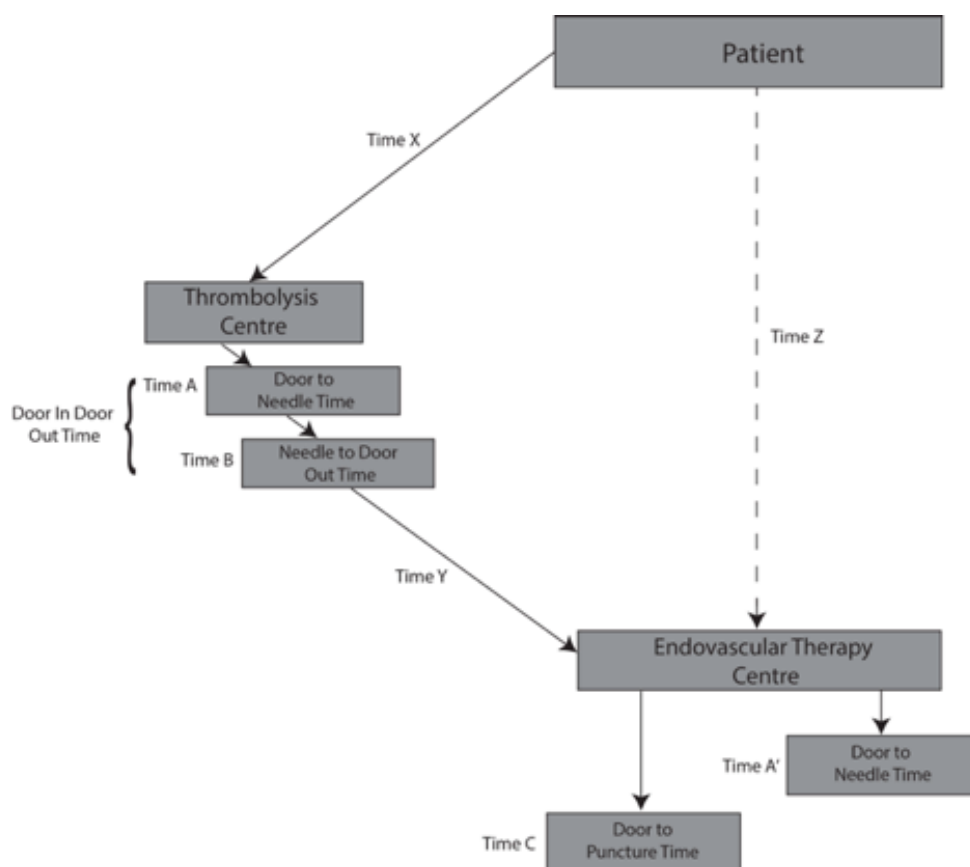 Patient
Time X
Thrombolysis
Centre
Time Z
Time A
Door to
Needle Time
Door In Door
Out Time
Time B
Needle to Door
Out Time
Time Y
Endovascular Therapy
Centre
Time A'
Door to
Needle Time
Time C
Door to
Puncture Time